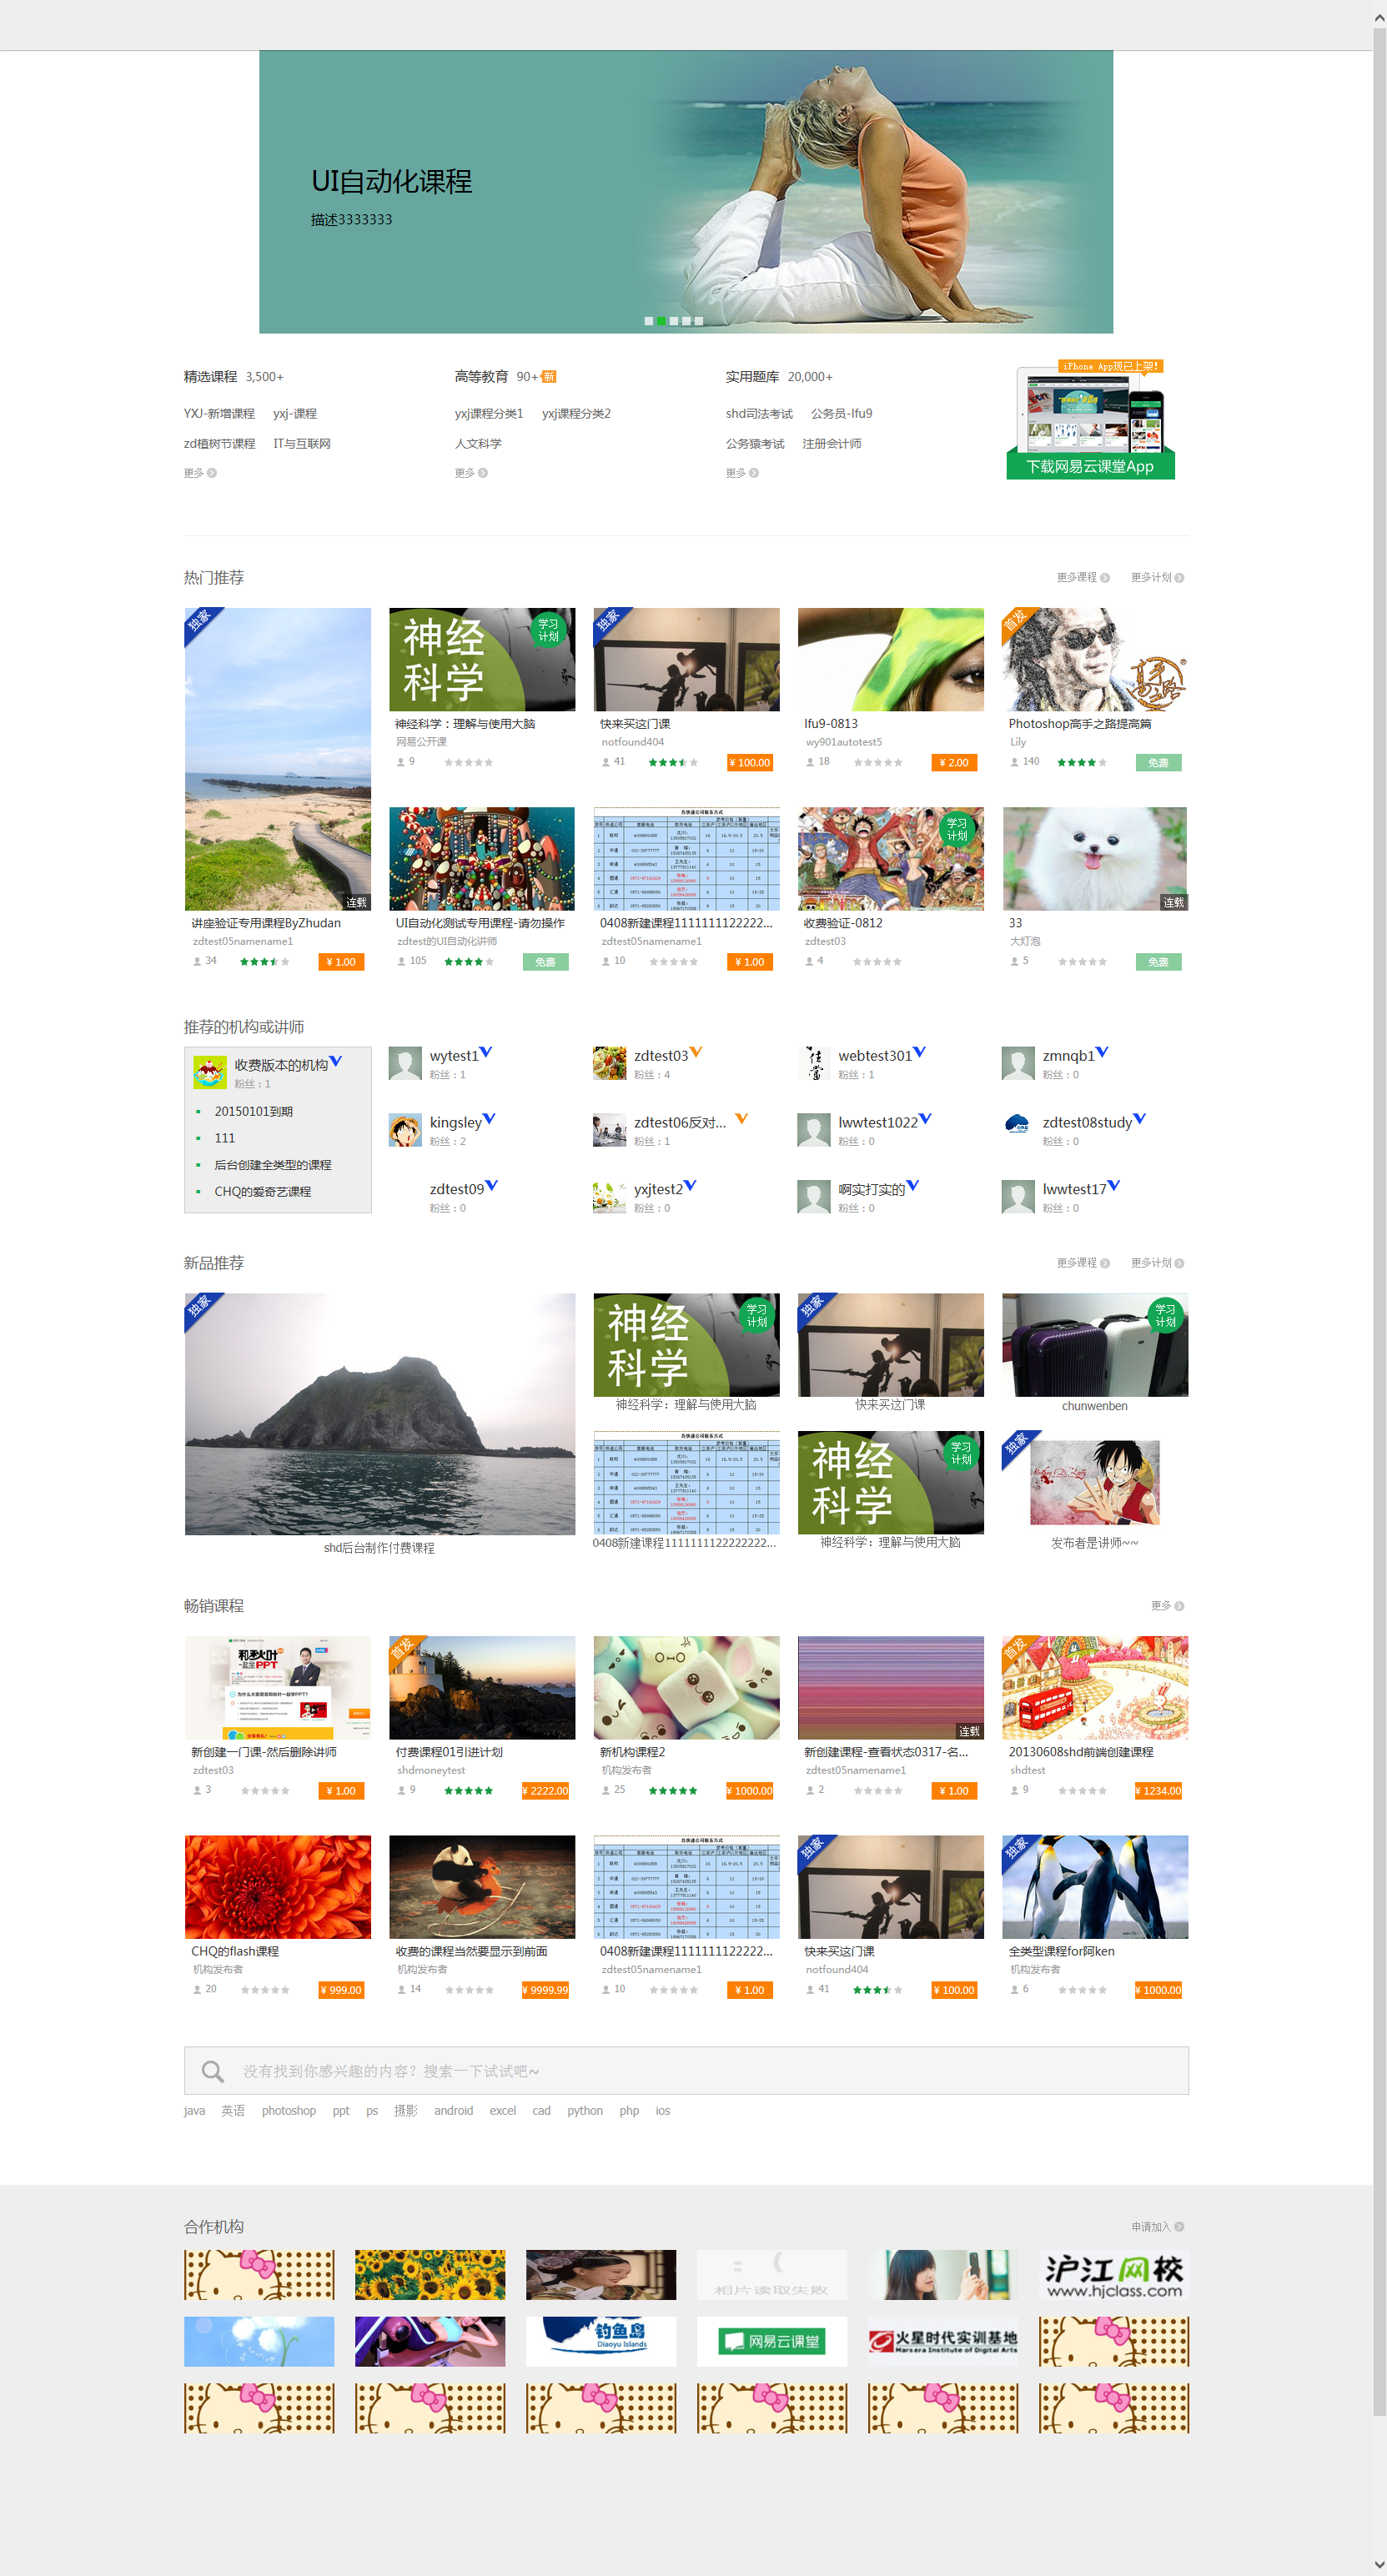 UI自动化课程
描述3333333
精选课程 3,500+
YXJ-新增课程 yxj-课程
zd植树节课程 IT与互联网
更多
高等教育 90+ 新
yxj课程分类1 yxj课程分类2
人文科学
更多
实用题库 20,000+
shd司法考试 公务员-lfu9
公务猿考试 注册会计师
更多
iPhone App现已上架!
下载网易云课堂App
热门推荐 更多课程 更多计划
独家
连载
讲座验证专用课程ByZhudan
zdtest05namename1
34 ¥ 1.00
神经
科学
学习
计划
神经科学：理解与使用大脑
网易公开课
9
独家
快来买这门课
notfound404
41 ¥ 100.00
lfu9-0813
wy901autotest5
18 ¥ 2.00
首发
Photoshop高手之路提高篇
Lily
140 免费
UI自动化测试专用课程-请勿操作
zdtest的UI自动化讲师
105 免费
0408新建课程1111111122222...
zdtest05namename1
10 ¥ 1.00
学习
计划
收费验证-0812
zdtest03
4
连载
33
大灯泡
5 免费
推荐的机构或讲师
收费版本的机构
粉丝：1
20150101到期
111
后台创建全类型的课程
CHQ的爱奇艺课程
wytest1
粉丝：1
zdtest03
粉丝：4
webtest301
粉丝：1
zmnqb1
粉丝：0
kingsley
粉丝：2
zdtest06反对...
粉丝：1
lwwtest1022
粉丝：0
zdtest08study
粉丝：0
zdtest09
粉丝：0
yxjtest2
粉丝：0
啊实打实的
粉丝：0
lwwtest17
粉丝：0
新品推荐 更多课程 更多计划
独家
shd后台制作付费课程
神经
科学
学习
计划
神经科学：理解与使用大脑
独家
快来买这门课
学习
计划
chunwenben
0408新建课程1111111122222222...
神经
科学
学习
计划
神经科学：理解与使用大脑
独家
发布者是讲师~~
畅销课程 更多
和秋叶
一起学PPT
新创建一门课-然后删除讲师
zdtest03
3 ¥ 1.00
首发
付费课程01引进计划
shdmoneytest
9 ¥ 2222.00
新机构课程2
机构发布者
25 ¥ 1000.00
连载
新创建课程-查看状态0317-名...
zdtest05namename1
2 ¥ 1.00
首发
20130608shd前端创建课程
shdtest
9 ¥ 1234.00
CHQ的flash课程
机构发布者
20 ¥ 999.00
收费的课程当然要显示到前面
机构发布者
14 ¥ 9999.99
0408新建课程1111111122222...
zdtest05namename1
10 ¥ 1.00
独家
快来买这门课
notfound404
41 ¥ 100.00
独家
全类型课程for阿ken
机构发布者
6 ¥ 1000.00
没有找到你感兴趣的内容？搜索一下试试吧~
java 英语 photoshop ppt ps 摄影 android excel cad python php ios
合作机构 申请加入
相片读取失败
沪江网校
www.hjclass.com
钓鱼岛
Diaoyu Islands
网易云课堂
火星时代实训基地
Marsera Institute of Digital Arts